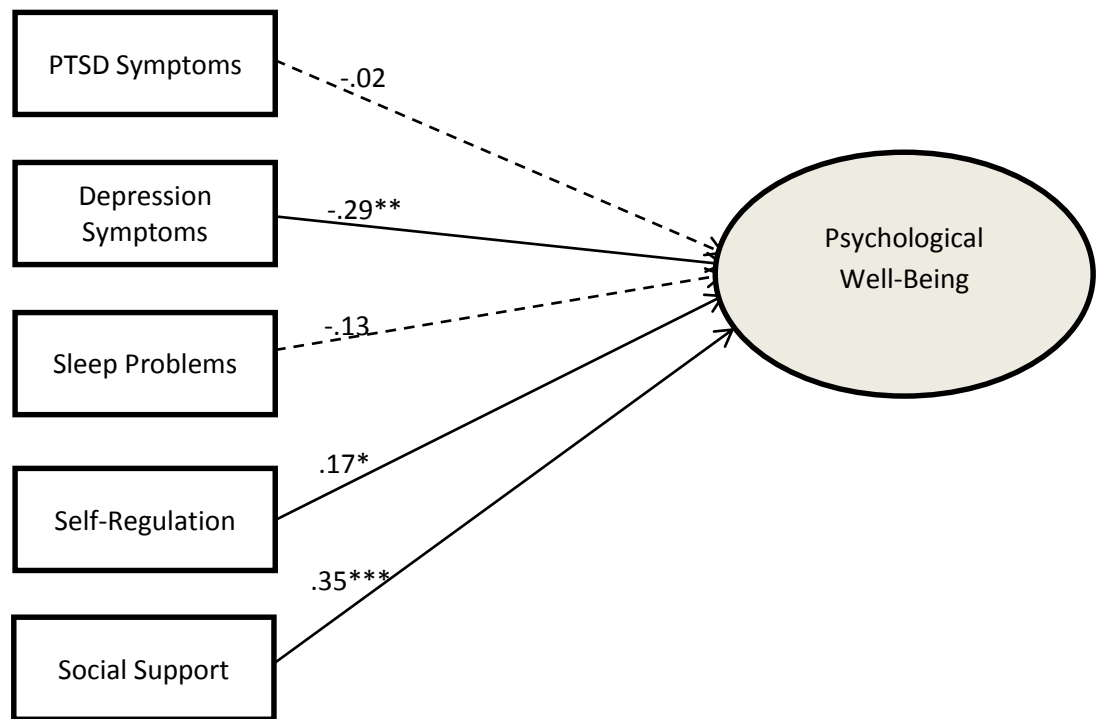 PTSD Symptoms
-.02
Depression
Symptoms
-.29**
Psychological
Well-Being
Sleep Problems
-.13
Self-Regulation
.17*
Social Support
.35***